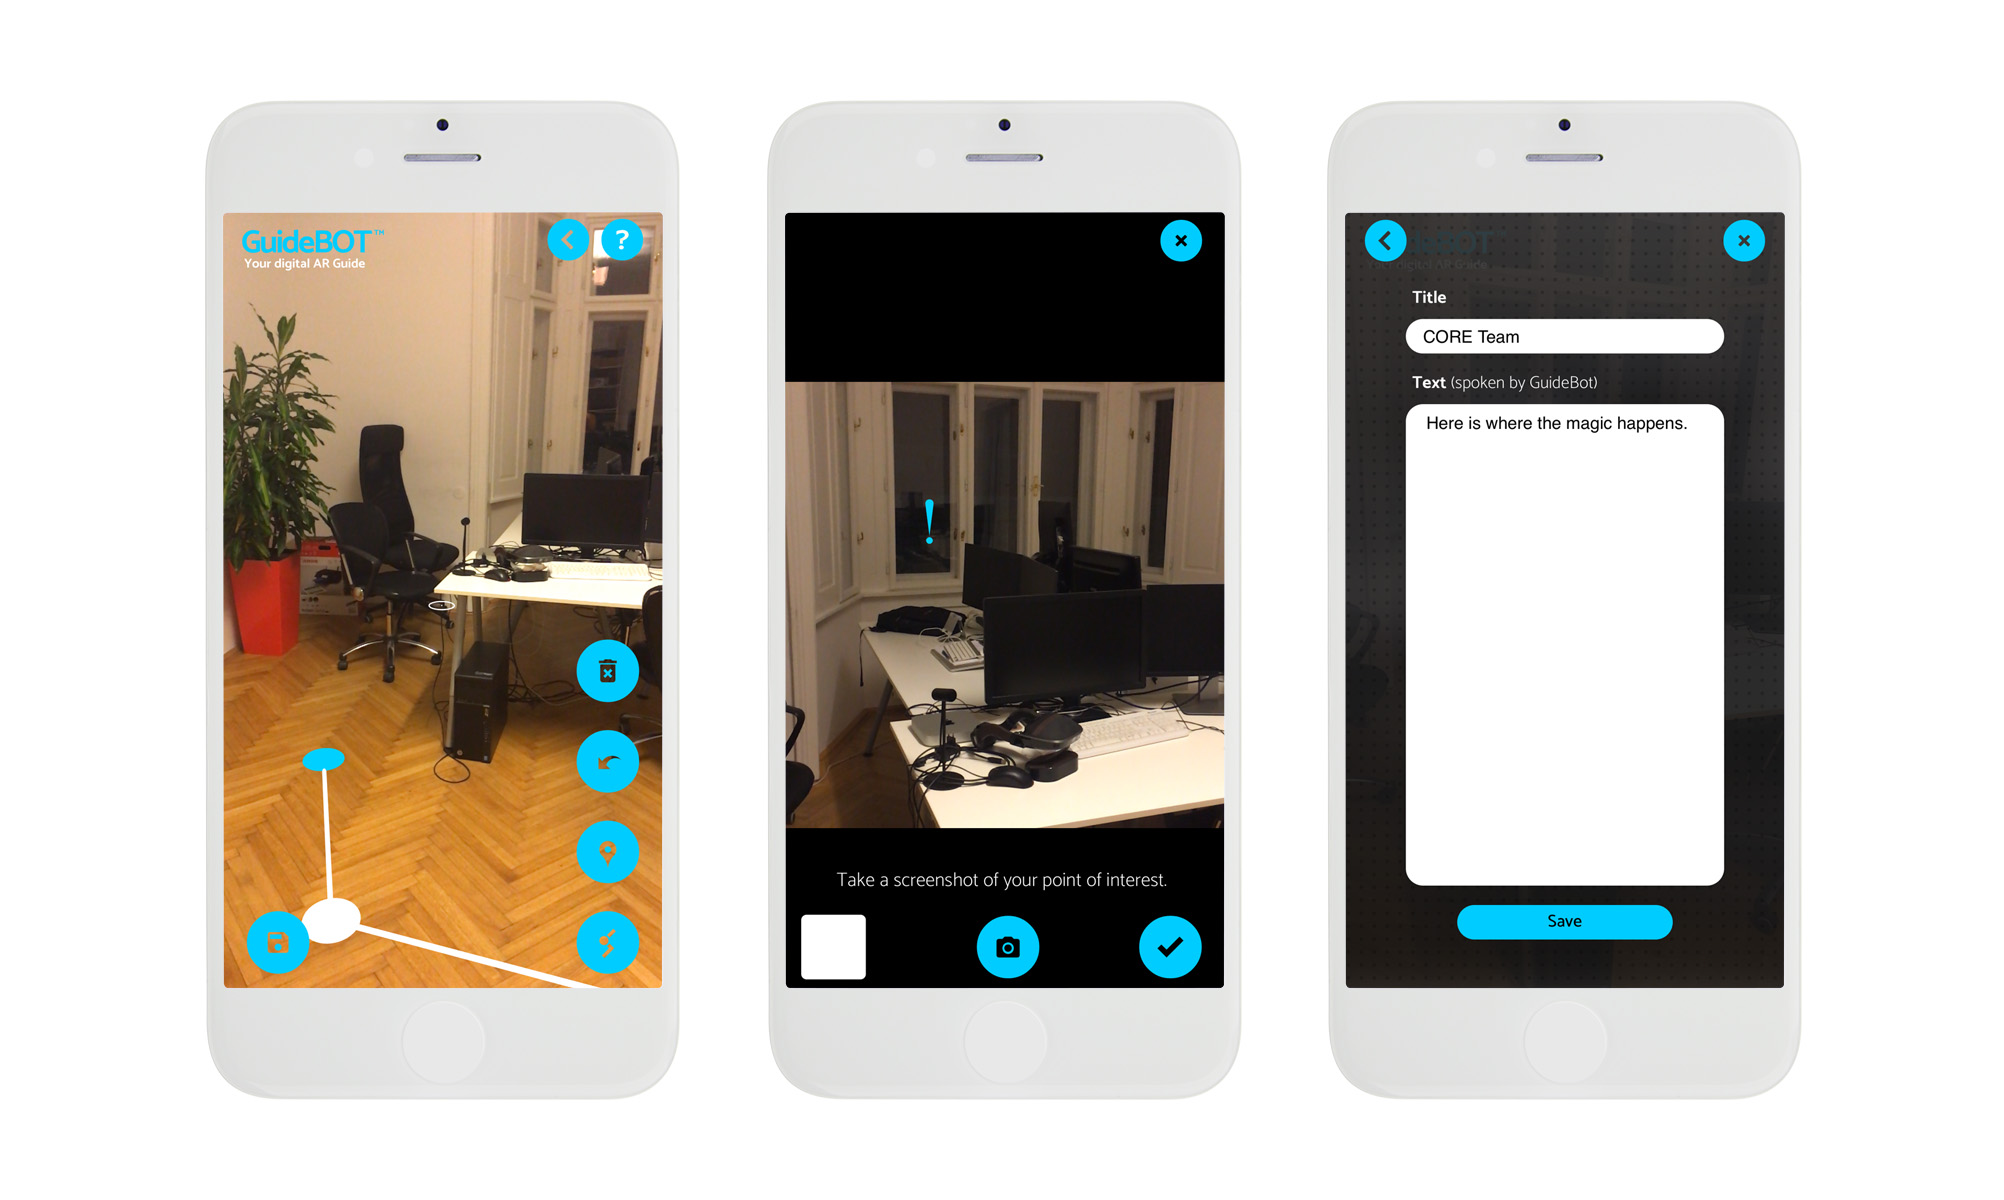 GuideBOT™
Your digital AR Guide
?
!
Take a screenshot of your point of interest.
Title
CORE Team
Text (spoken by GuideBot)
Here is where the magic happens.
Save